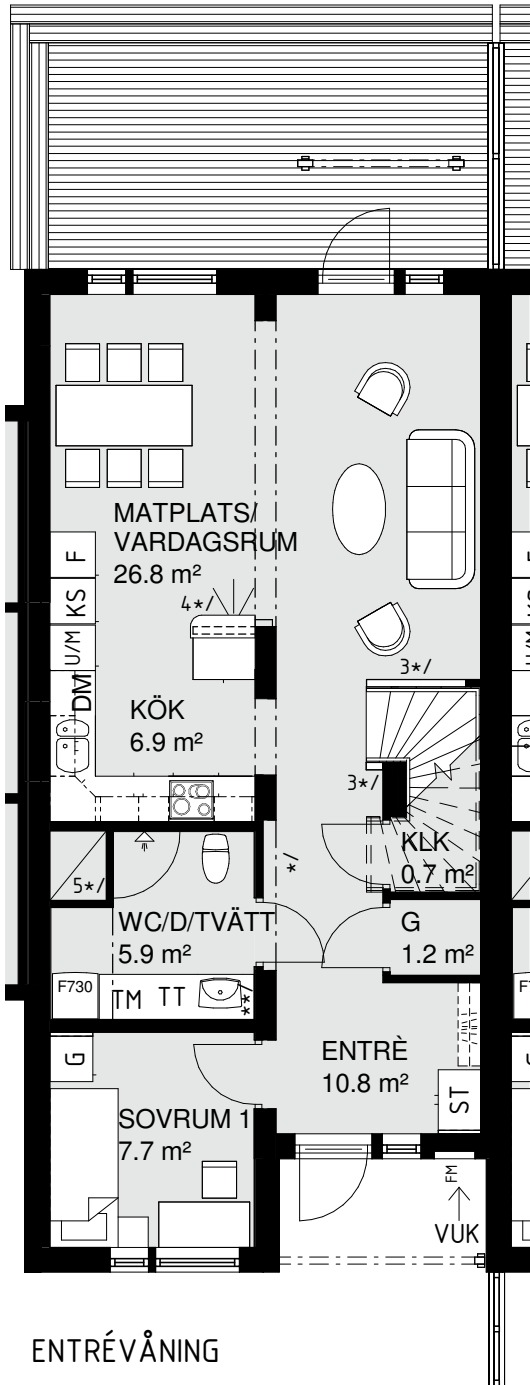 MATPLATS/
VARDAGSRUM
26.8 m²
F
KS
U/M
DM
4*/
KÖK
6.9 m²
3*/
3*/
KLK
0.7 m²
*/
5*/
WC/D/TVÄTT
5.9 m²
G
1.2 m²
F730
TM
TT
**/
G
ENTRÈ
10.8 m²
ST
SOVRUM 1
7.7 m²
FM
VUK
ENTRÉVÅNING